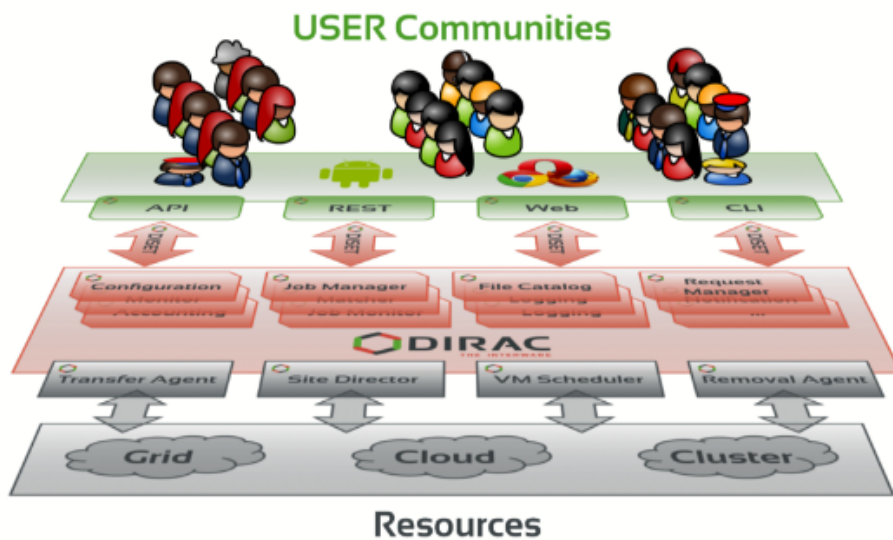 USER Communities
API
REST
Web
CLI
DISET
DISET
DISET
DISET
Configuration
Monitor
Accounting
Job Manager
Matcher
Job Monitor
File Catalog
Logging
Logging
Request
Manager
Notification
...
DIRAC
THE INTERWARE
Transfer Agent
Site Director
VM Scheduler
Removal Agent
Grid
Cloud
Cluster
Resources